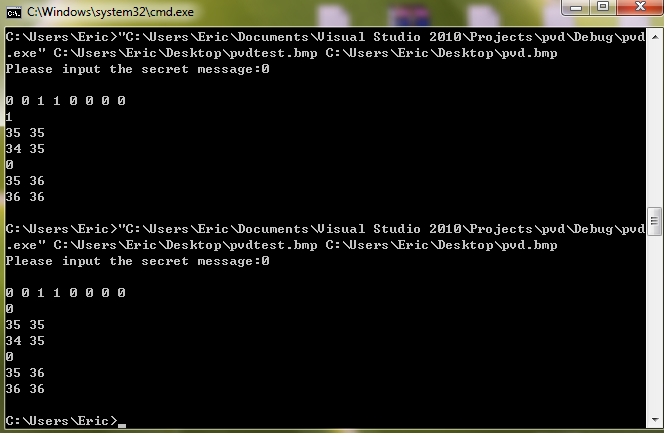 C:\Windows\system32\cmd.exe
C:\Users\Eric>"C:\Users\Eric\Documents\Visual Studio 2010\Projects\pvd\Debug\pvd
.exe" C:\Users\Eric\Desktop\pvdtest.bmp C:\Users\Eric\Desktop\pvd.bmp
Please input the secret message:0

0 0 1 1 0 0 0 0
1
35 35
34 35
0
35 36
36 36

C:\Users\Eric>"C:\Users\Eric\Documents\Visual Studio 2010\Projects\pvd\Debug\pvd
.exe" C:\Users\Eric\Desktop\pvdtest.bmp C:\Users\Eric\Desktop\pvd.bmp
Please input the secret message:0

0 0 1 1 0 0 0 0
0
35 35
34 35
0
35 36
36 36

C:\Users\Eric>_